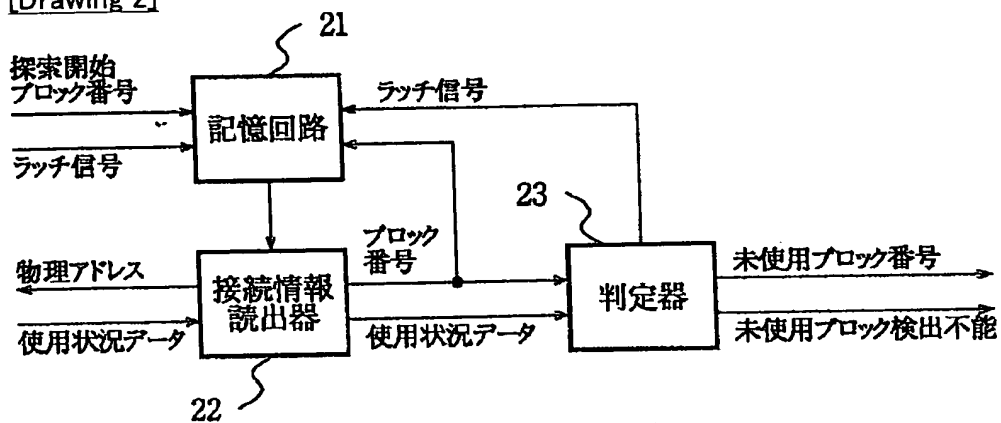 [Drawing 2]
21
探索開始
ブロック番号
ラッチ信号
記憶回路
ラッチ信号
23
物理アドレス
使用状況データ
接続情報
読出器
ブロック
番号
使用状況データ
判定器
未使用ブロック番号
未使用ブロック検出不能
22